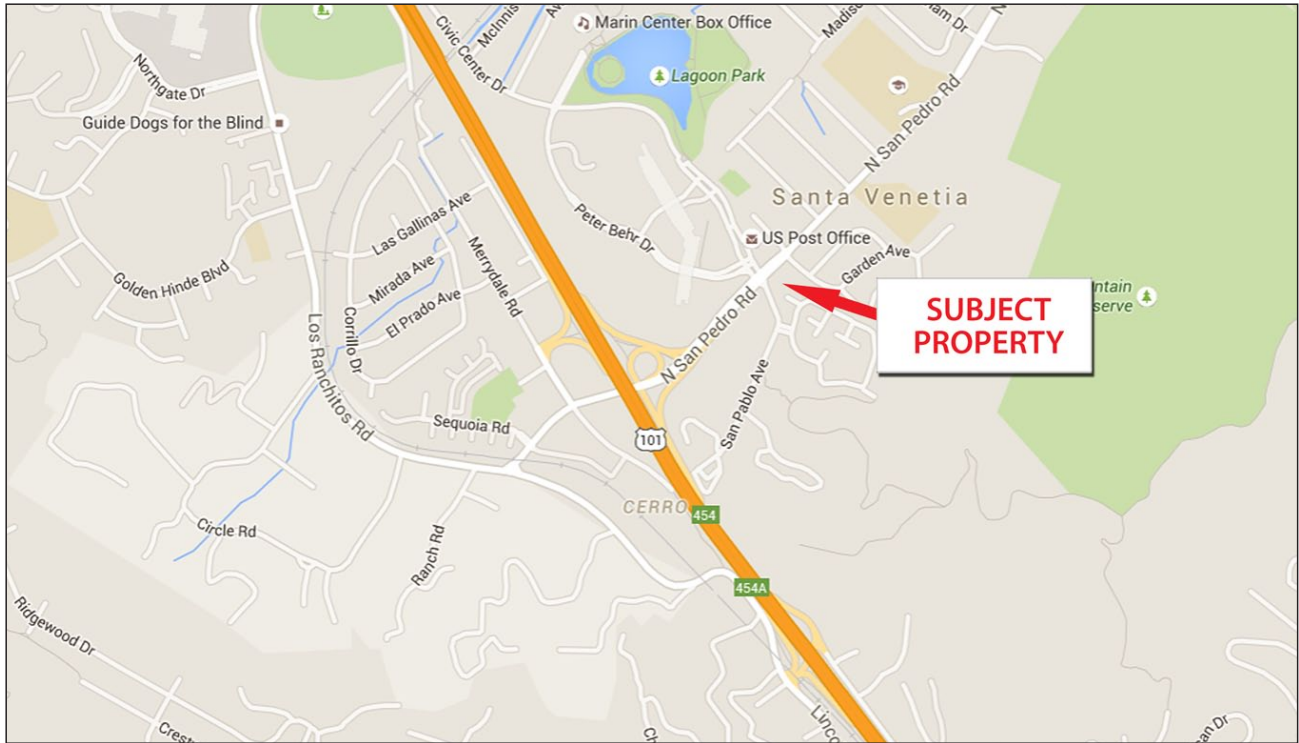 Marin Center Box Office
McInnis
Civic Center Dr
Northgate Dr
Lagoon Park
Guide Dogs for the Blind
N San Pedro Rd
Santa Venetia
Las Gallinas Ave
Peter Behr Dr
US Post Office
Merrydale Rd
Garden Ave
Golden Hinde Blvd
Mirada Ave
El Prado Ave
SUBJECT
PROPERTY
Corrillo Dr
Los Ranchitos Rd
N San Pedro Rd
San Pablo Ave
Sequoia Rd
101
CERRO
454
Circle Rd
Ranch Rd
454A
Ridgewood Dr